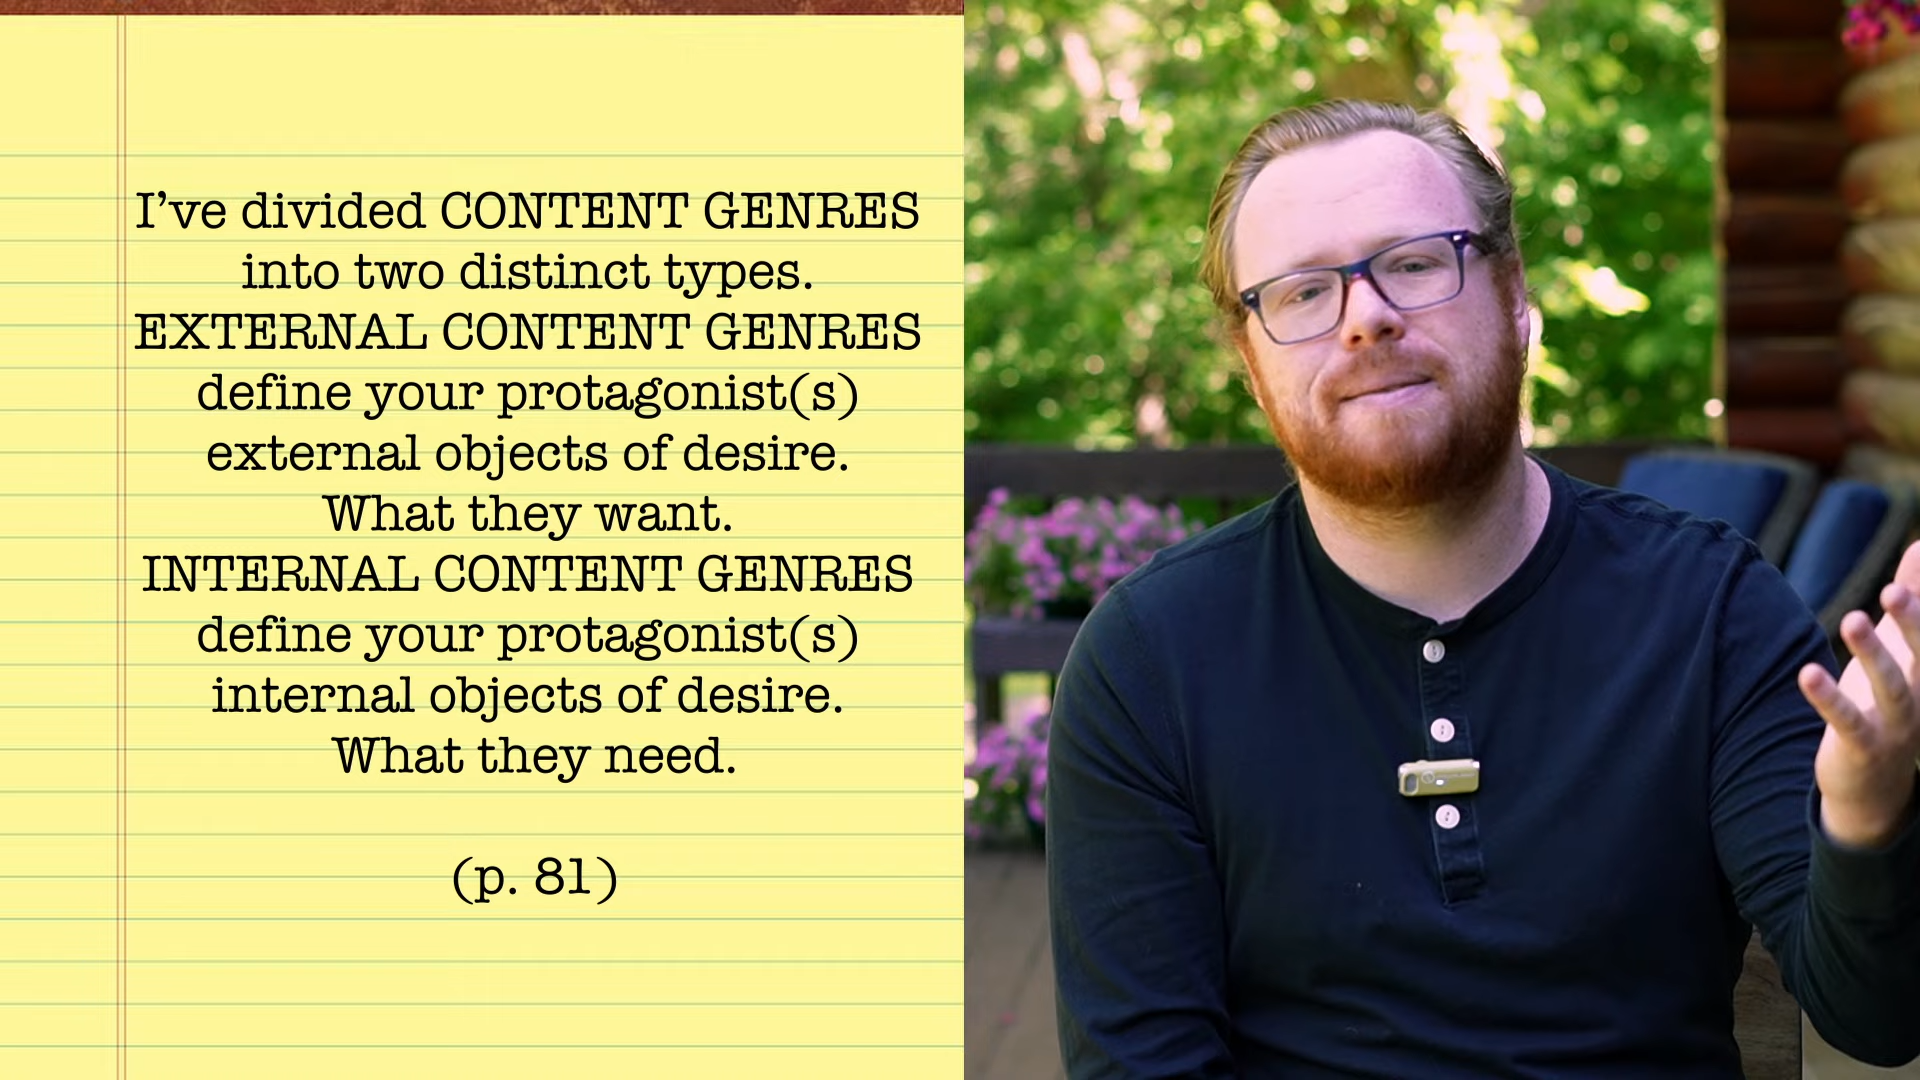 I’ve divided CONTENT GENRES
into two distinct types.
EXTERNAL CONTENT GENRES
define your protagonist(s)
external objects of desire.
What they want.
INTERNAL CONTENT GENRES
define your protagonist(s)
internal objects of desire.
What they need.
(p. 81)